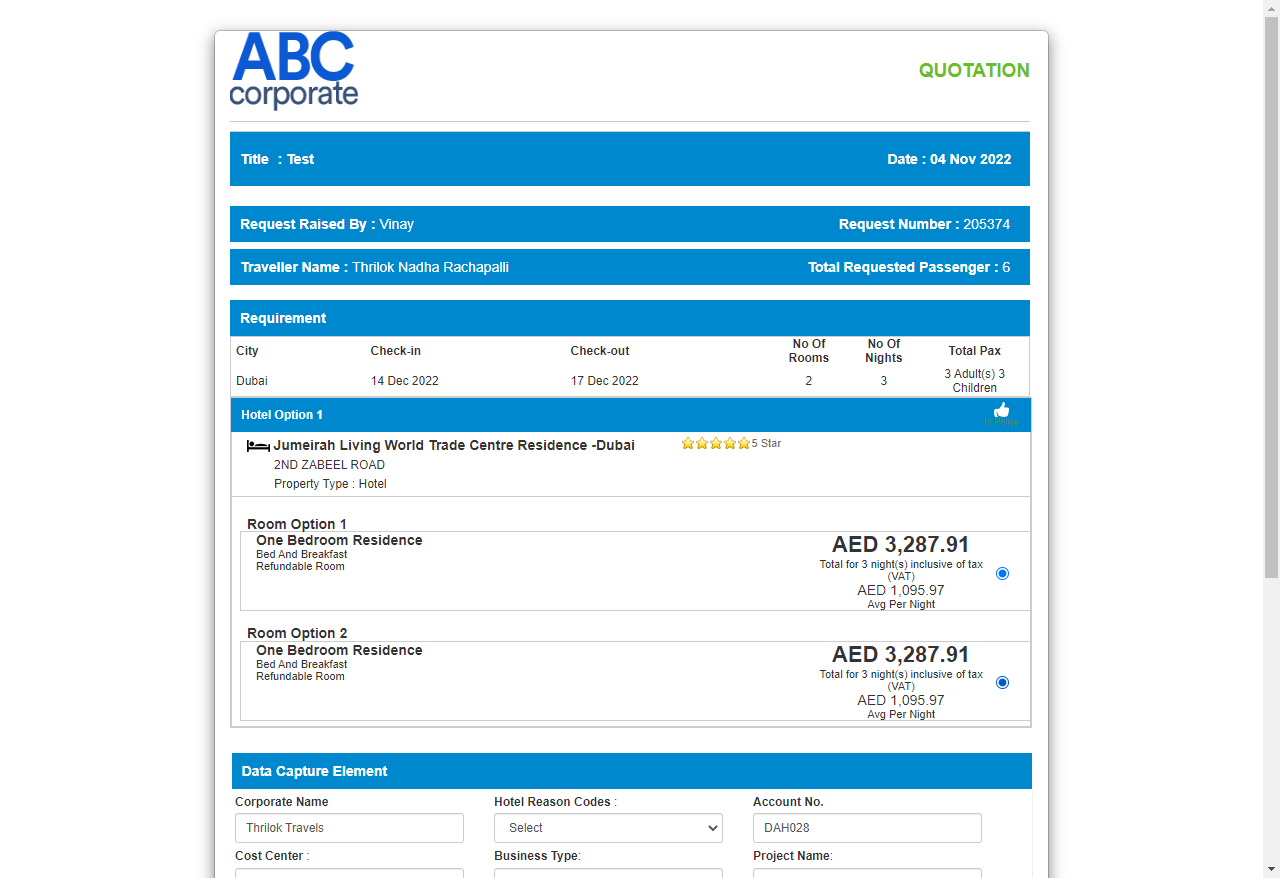 ABC
corporate
QUOTATION
Title : Test
Date : 04 Nov 2022
Request Raised By : Vinay
Request Number : 205374
Traveller Name : Thrilok Nadha Rachapalli
Total Requested Passenger : 6
Requirement
City Check-in Check-out No Of Rooms No Of Nights Total Pax
Dubai 14 Dec 2022 17 Dec 2022 2 3 3 Adult(s) 3 Children
Hotel Option 1
In Policy
Jumeirah Living World Trade Centre Residence -Dubai
5 Star
2ND ZABEEL ROAD
Property Type : Hotel
Room Option 1
One Bedroom Residence
Bed And Breakfast
Refundable Room
AED 3,287.91
Total for 3 night(s) inclusive of tax
(VAT)
AED 1,095.97
Avg Per Night
Room Option 2
One Bedroom Residence
Bed And Breakfast
Refundable Room
AED 3,287.91
Total for 3 night(s) inclusive of tax
(VAT)
AED 1,095.97
Avg Per Night
Data Capture Element
Corporate Name Hotel Reason Codes : Account No.
Thrilok Travels Select DAH028
Cost Center : Business Type: Project Name: